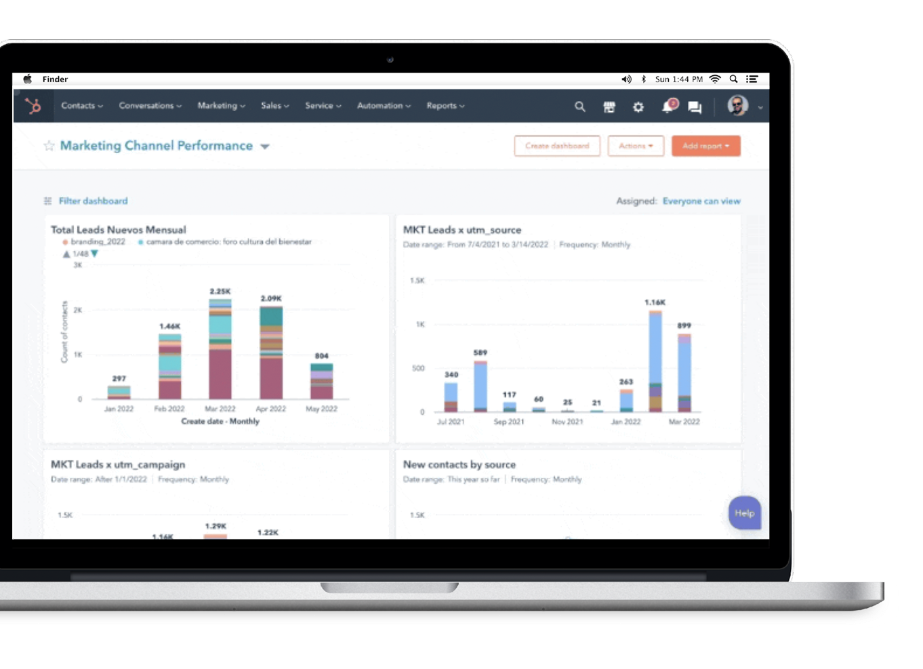 Finder
Sun 1:44 PM
Contacts Conversations Marketing Sales Service Automation Reports
Marketing Channel Performance
Create dashboard Actions Add report
Filter dashboard
Assigned: Everyone can view
Total Leads Nuevos Mensual
branding_2022 camara de comercio: foro cultura del bienestar
1/48
3K
2K
1K
0
Count of contacts
297
1.46K
2.25K
2.09K
804
Jan 2022 Feb 2022 Mar 2022 Apr 2022 May 2022
Create date - Monthly
MKT Leads x utm_source
Date range: From 7/4/2021 to 3/14/2022 | Frequency: Monthly
1.5K
1K
500
0
340
589
117
60
25
21
263
1.16K
899
Jul 2021 Sep 2021 Nov 2021 Jan 2022 Mar 2022
MKT Leads x utm_campaign
Date range: After 1/1/2022 | Frequency: Monthly
1.5K
1.16K
1.29K
1.22K
New contacts by source
Date range: This year so far | Frequency: Monthly
1.5K
Help